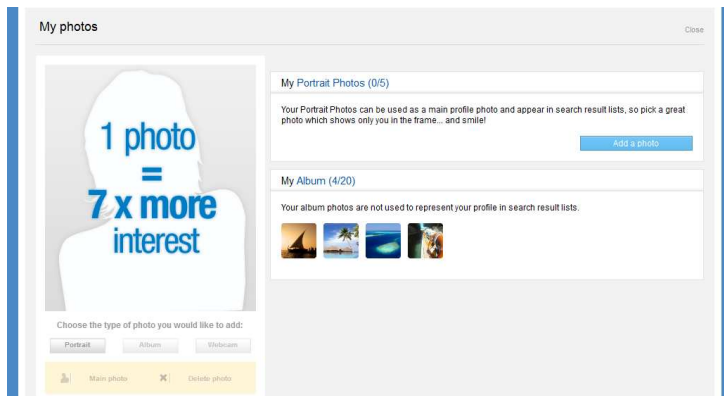 My photos
Close
1 photo
=
7 x more
interest
Choose the type of photo you would like to add:
Portrait
Album
Webcam
Main photo
Delete photo
My Portrait Photos (0/5)
Your Portrait Photos can be used as a main profile photo and appear in search result lists, so pick a great
photo which shows only you in the frame... and smile!
Add a photo
My Album (4/20)
Your album photos are not used to represent your profile in search result lists.